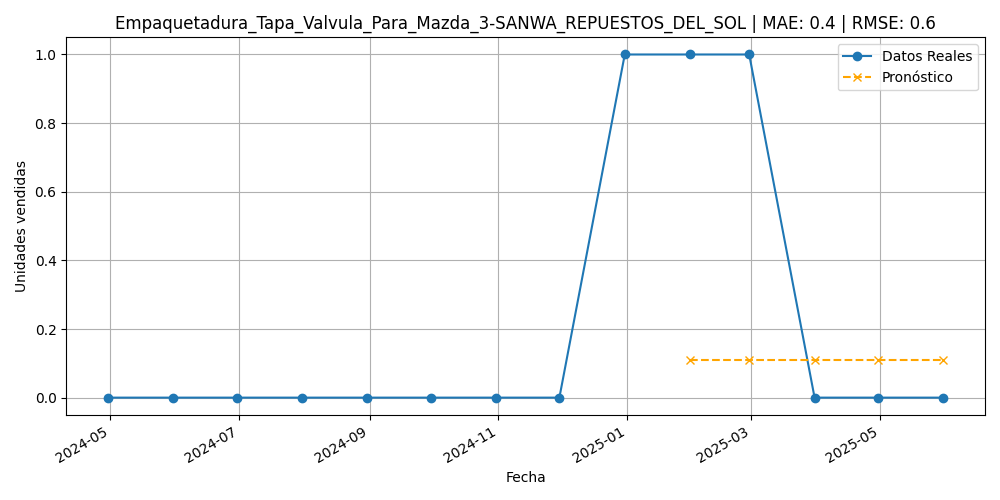 Empaquetadura_Tapa_Valvula_Para_Mazda_3-SANWA_REPUESTOS_DEL_SOL | MAE: 0.4 | RMSE: 0.6
Datos Reales
Pronóstico
Unidades vendidas
1.0
0.8
0.6
0.4
0.2
0.0
2024-05
2024-07
2024-09
2024-11
2025-01
2025-03
2025-05
Fecha